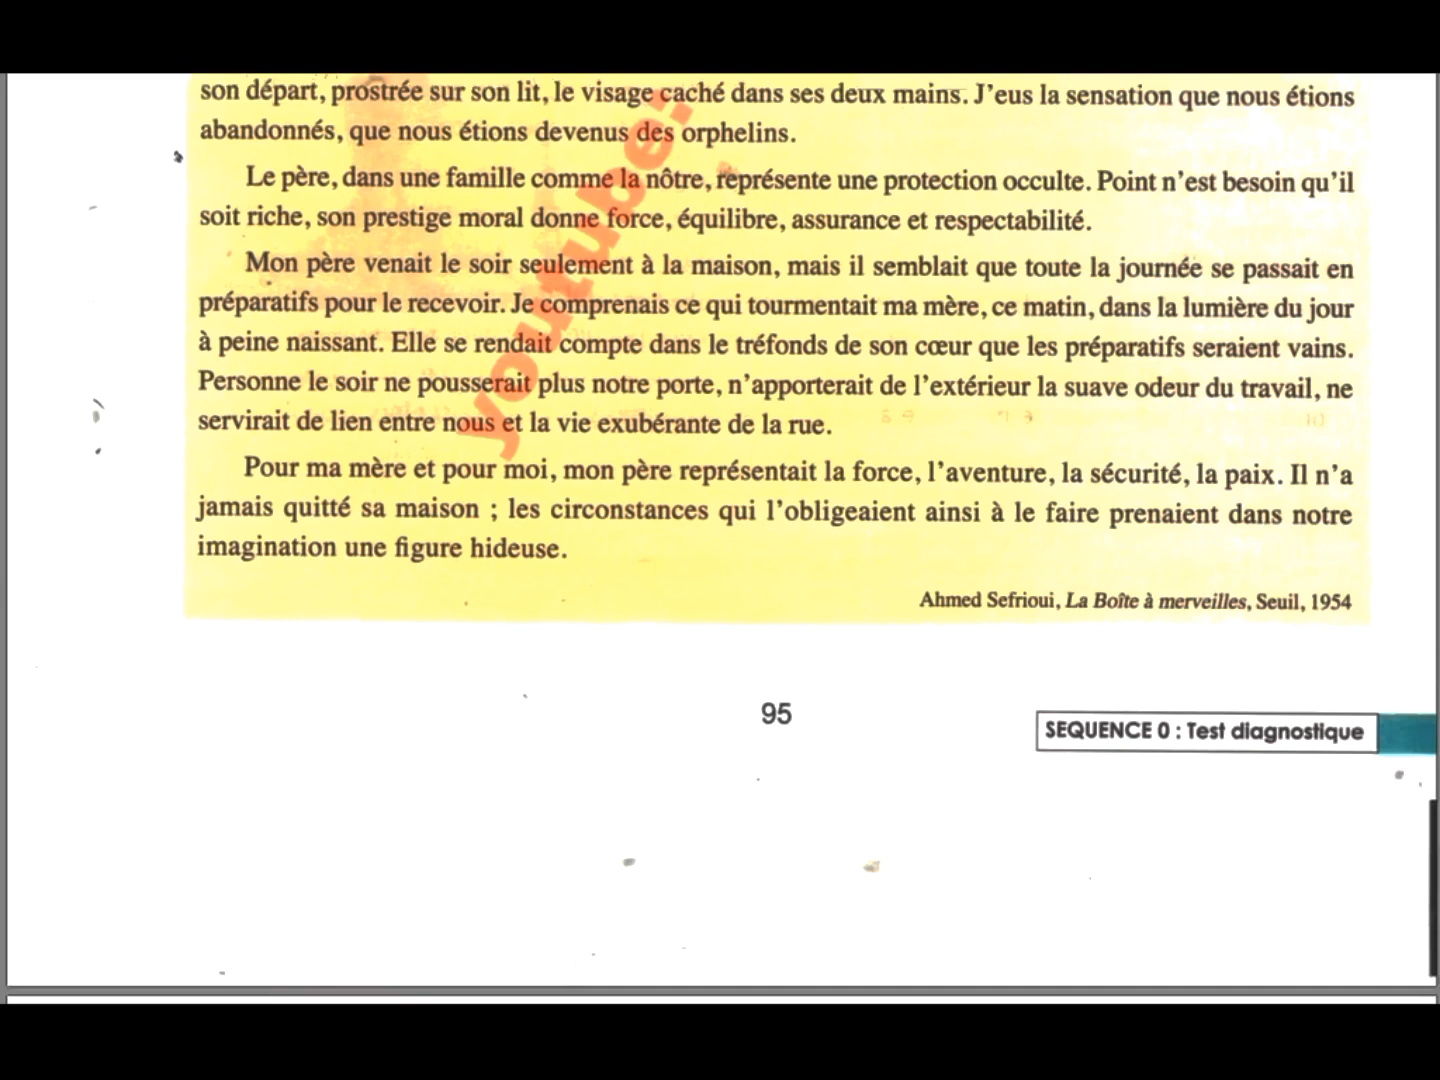 son départ, prostrée sur son lit, le visage caché dans ses deux mains. J'eus la sensation que nous étions
abandonnés, que nous étions devenus des orphelins.
Le père, dans une famille comme la nôtre, représente une protection occulte. Point n'est besoin qu'il
soit riche, son prestige moral donne force, équilibre, assurance et respectabilité.
Mon père venait le soir seulement à la maison, mais il semblait que toute la journée se passait en
préparatifs pour le recevoir. Je comprenais ce qui tourmentait ma mère, ce matin, dans la lumière du jour
à peine naissant. Elle se rendait compte dans le tréfonds de son cœur que les préparatifs seraient vains.
Personne le soir ne pousserait plus notre porte, n'apporterait de l'extérieur la suave odeur du travail, ne
servirait de lien entre nous et la vie exubérante de la rue.
Pour ma mère et pour moi, mon père représentait la force, l'aventure, la sécurité, la paix. Il n'a
jamais quitté sa maison ; les circonstances qui l'obligeaient ainsi à le faire prenaient dans notre
imagination une figure hideuse.
Ahmed Sefrioui, La Boîte à merveilles, Seuil, 1954
youtube:
95
SEQUENCE 0 : Test diagnostique